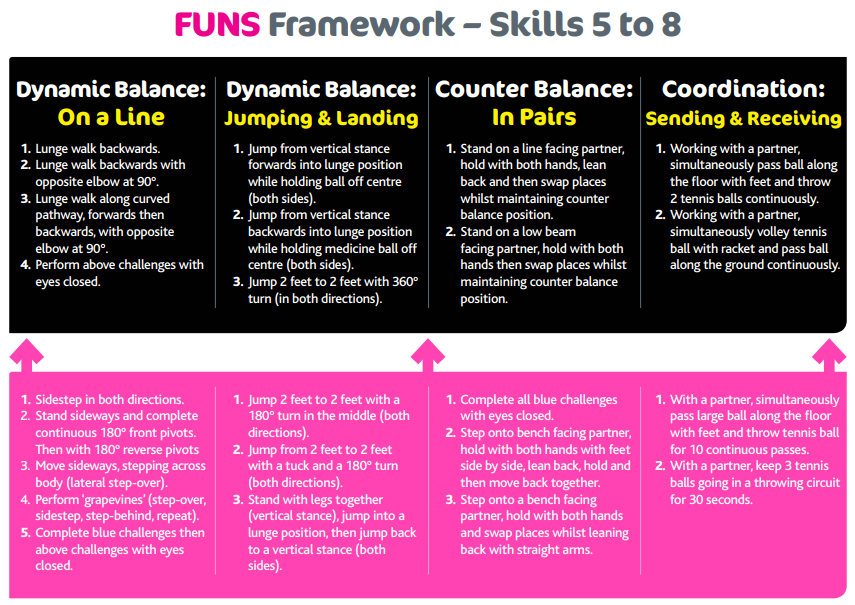 FUNS Framework – Skills 5 to 8
Dynamic Balance:
On a Line
1. Lunge walk backwards.
2. Lunge walk backwards with
opposite elbow at 90°.
3. Lunge walk along curved
pathway, forwards then
backwards, with opposite
elbow at 90°.
4. Perform above challenges with
eyes closed.
Dynamic Balance:
Jumping & Landing
1. Jump from vertical stance
forwards into lunge position
while holding ball off centre
(both sides).
2. Jump from vertical stance
backwards into lunge position
while holding medicine ball off
centre (both sides).
3. Jump 2 feet to 2 feet with 360°
turn (in both directions).
Counter Balance:
In Pairs
1. Stand on a line facing partner,
hold with both hands, lean
back and then swap places
whilst maintaining counter
balance position.
2. Stand on a low beam
facing partner, hold with both
hands then swap places whilst
maintaining counter balance
position.
Coordination:
Sending & Receiving
1. Working with a partner,
simultaneously pass ball along
the floor with feet and throw
2 tennis balls continuously.
2. Working with a partner,
simultaneously volley tennis
ball with racket and pass ball
along the ground continuously.
1. Sidestep in both directions.
2. Stand sideways and complete
continuous 180° front pivots.
Then with 180° reverse pivots
3. Move sideways, stepping across
body (lateral step-over).
4. Perform 'grapevines' (step-over,
sidestep, step-behind, repeat).
5. Complete blue challenges then
above challenges with eyes
closed.
1. Jump 2 feet to 2 feet with a
180° turn in the middle (both
directions).
2. Jump from 2 feet to 2 feet
with a tuck and a 180° turn
(both directions).
3. Stand with legs together
(vertical stance), jump into a
lunge position, then jump back
to a vertical stance (both
sides).
1. Complete all blue challenges
with eyes closed.
2. Step onto bench facing partner,
hold with both hands with feet
side by side, lean back, hold and
then move back together.
3. Step onto a bench facing
partner, hold with both hands
and swap places whilst leaning
back with straight arms.
1. With a partner, simultaneously
pass large ball along the floor
with feet and throw tennis ball
for 10 continuous passes.
2. With a partner, keep 3 tennis
balls going in a throwing circuit
for 30 seconds.